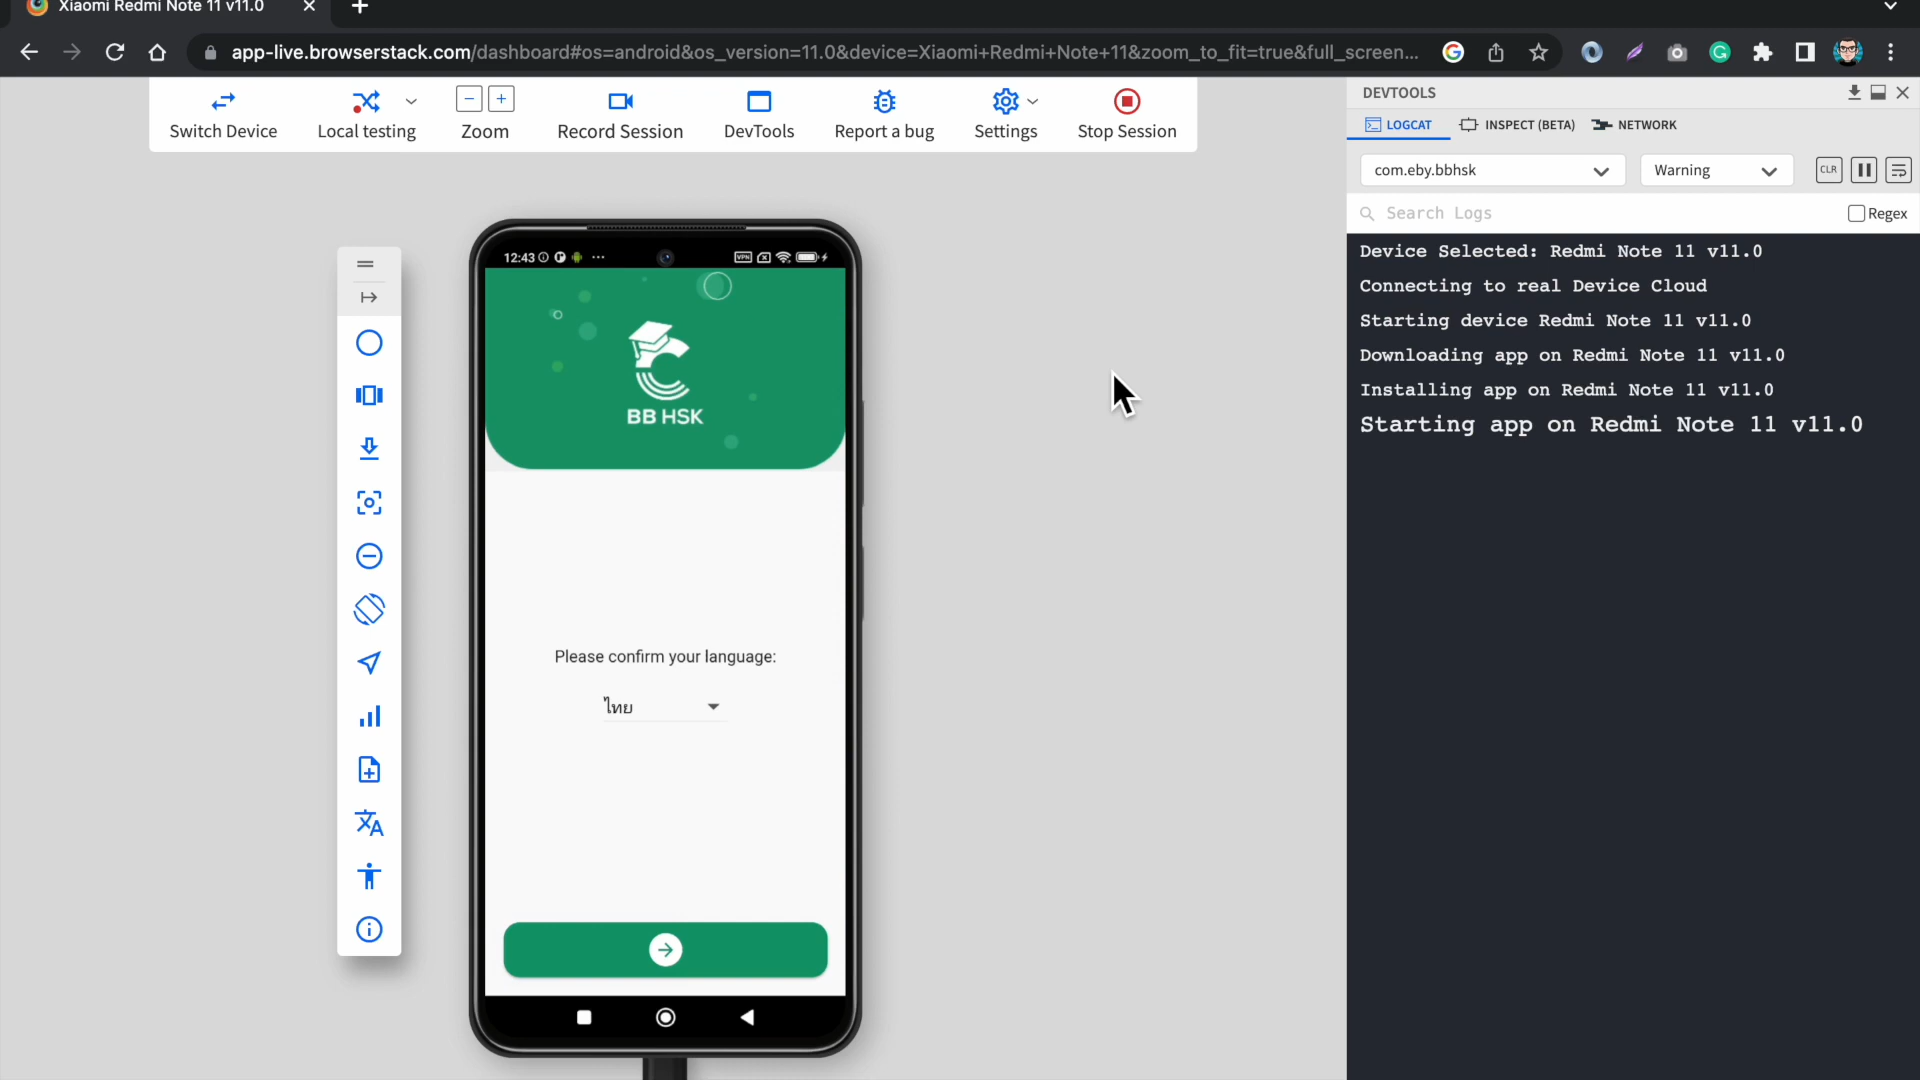 Xiaomi Redmi Note 11 v11.0
app-live.browserstack.com/dashboard#os=android&os_version=11.0&device=Xiaomi+Redmi+Note+11&zoom_to_fit=true&full_screen...
Switch Device
Local testing
Zoom
Record Session
DevTools
Report a bug
Settings
Stop Session
12:43
VPN
BB HSK
Please confirm your language:
ไทย
DEVTOOLS
LOGCAT
INSPECT (BETA)
NETWORK
com.eby.bbhsk
Warning
CLR
Search Logs
Regex
Device Selected: Redmi Note 11 v11.0
Connecting to real Device Cloud
Starting device Redmi Note 11 v11.0
Downloading app on Redmi Note 11 v11.0
Installing app on Redmi Note 11 v11.0
Starting app on Redmi Note 11 v11.0